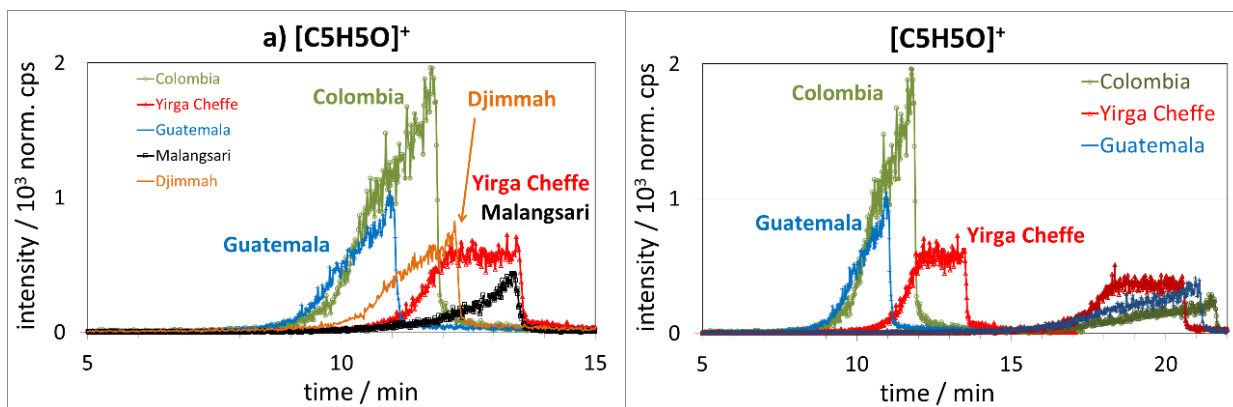 a) [C5H5O]+
intensity / 10³ norm. cps
2
1
0
Colombia
Yirga Cheffe
Guatemala
Malangsari
Djimmah
Colombia
Djimmah
Yirga Cheffe
Malangsari
Guatemala
5
10
15
time / min
[C5H5O]+
intensity / 10³ norm. cps
2
1
0
Colombia
Yirga Cheffe
Guatemala
Colombia
Guatemala
Yirga Cheffe
5
10
15
20
time / min